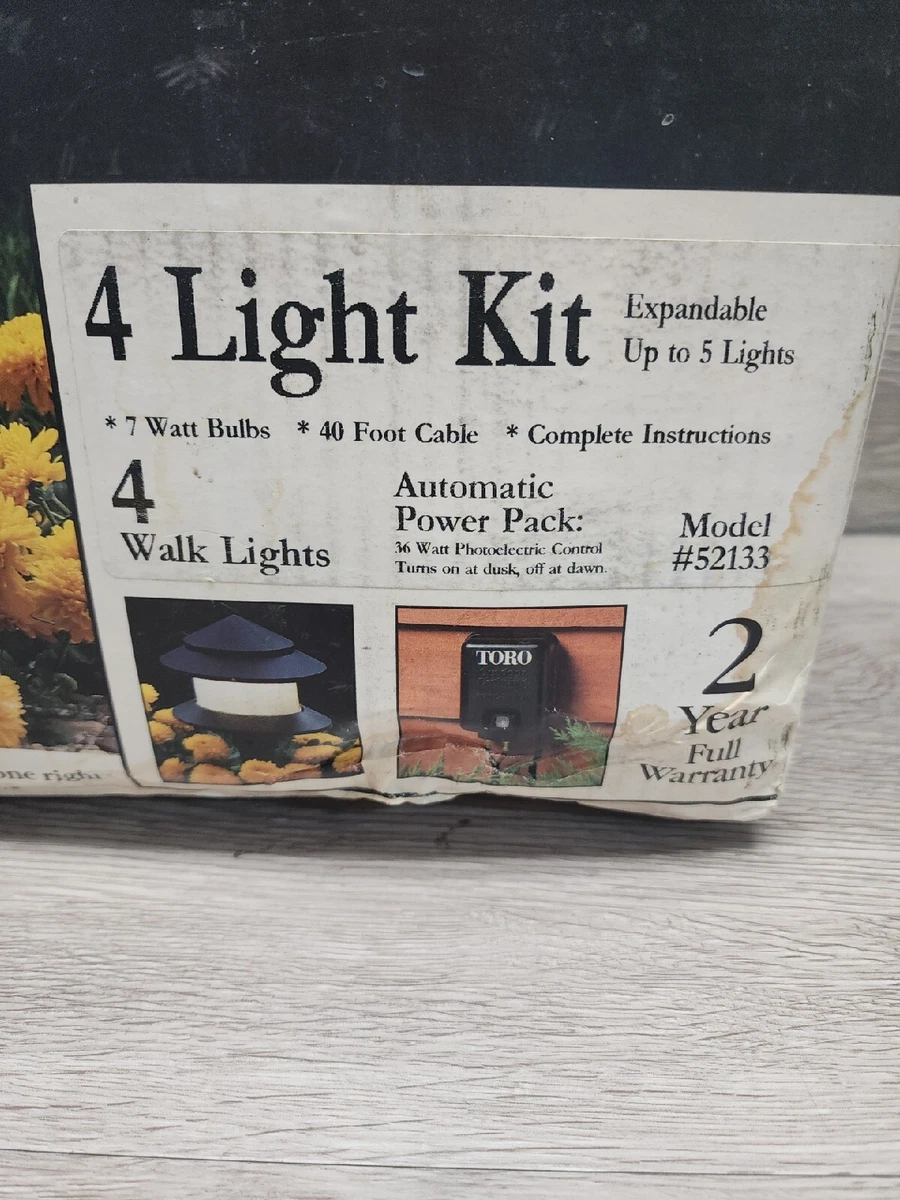 4 Light Kit
Expandable
Up to 5 Lights
* 7 Watt Bulbs * 40 Foot Cable * Complete Instructions
4
Walk Lights
Automatic
Power Pack:
36 Watt Photoelectric Control
Turns on at dusk, off at dawn.
Model
#52133
TORO
2
Year
Full
Warranty
one right